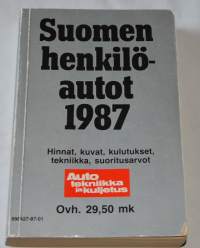 Suomen
henkilö-
autot
1987
Hinnat, kuvat, kulutukset,
tekniikka, suoritusarvot
Auto
tekniikka
ja kuljetus
Ovh. 29,50 mk